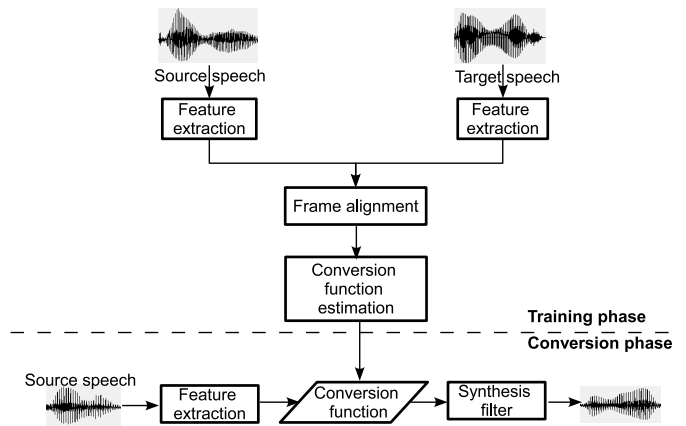 Source speech
Target speech
Feature
extraction
Feature
extraction
Frame alignment
Conversion
function
estimation
Training phase
Conversion phase
Source speech
Feature
extraction
Conversion
function
Synthesis
filter